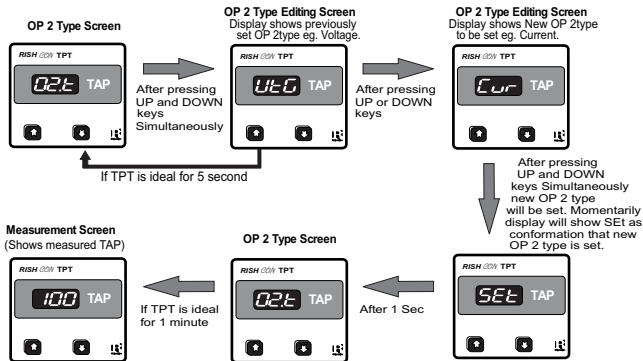 OP 2 Type Screen
RISH CON TPT
O2.t TAP
After pressing
UP and DOWN
keys
Simultaneously
OP 2 Type Editing Screen
Display shows previously
set OP 2type eg. Voltage.
RISH CON TPT
UtG TAP
After pressing
UP or DOWN
keys
OP 2 Type Editing Screen
Display shows New OP 2type
to be set eg. Current.
RISH CON TPT
Cur TAP
If TPT is ideal for 5 second
After pressing
UP and DOWN
keys Simultaneously
new OP 2 type
will be set. Momentarily
display will show SEt as
conformation that new
OP 2 type is set.
RISH CON TPT
SEt TAP
After 1 Sec
OP 2 Type Screen
RISH CON TPT
O2.t TAP
If TPT is ideal
for 1 minute
Measurement Screen
(Shows measured TAP)
RISH CON TPT
100 TAP